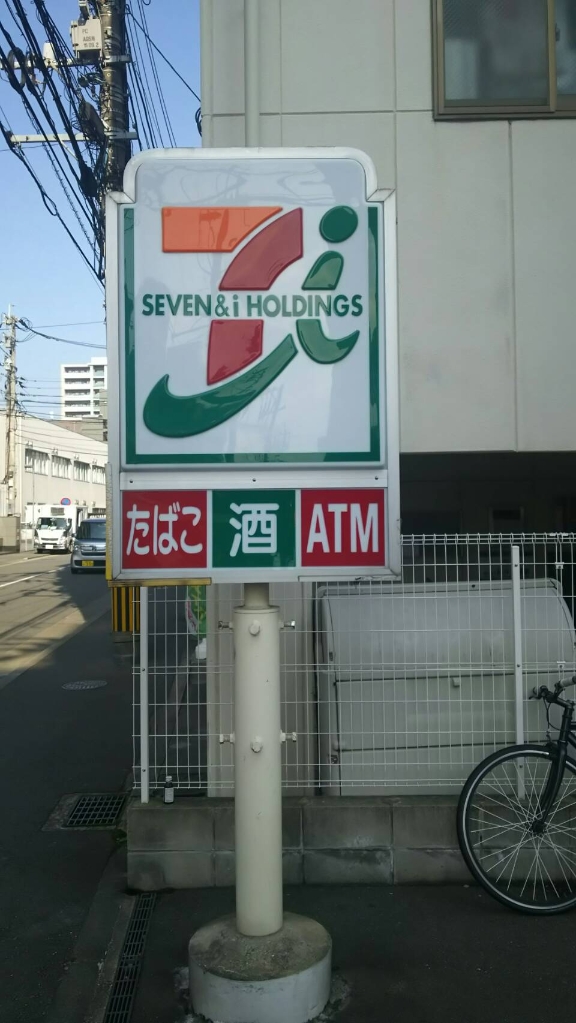 SEVEN&i HOLDINGS
たばこ 酒 ATM